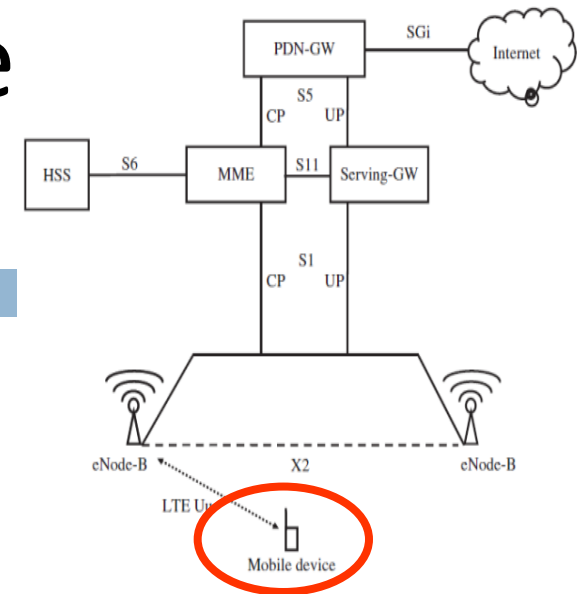 e
SGi
PDN-GW
Internet
S5
CP UP
S6
S11
HSS
MME
Serving-GW
S1
CP UP
eNode-B
X2
eNode-B
LTE Uu
Mobile device